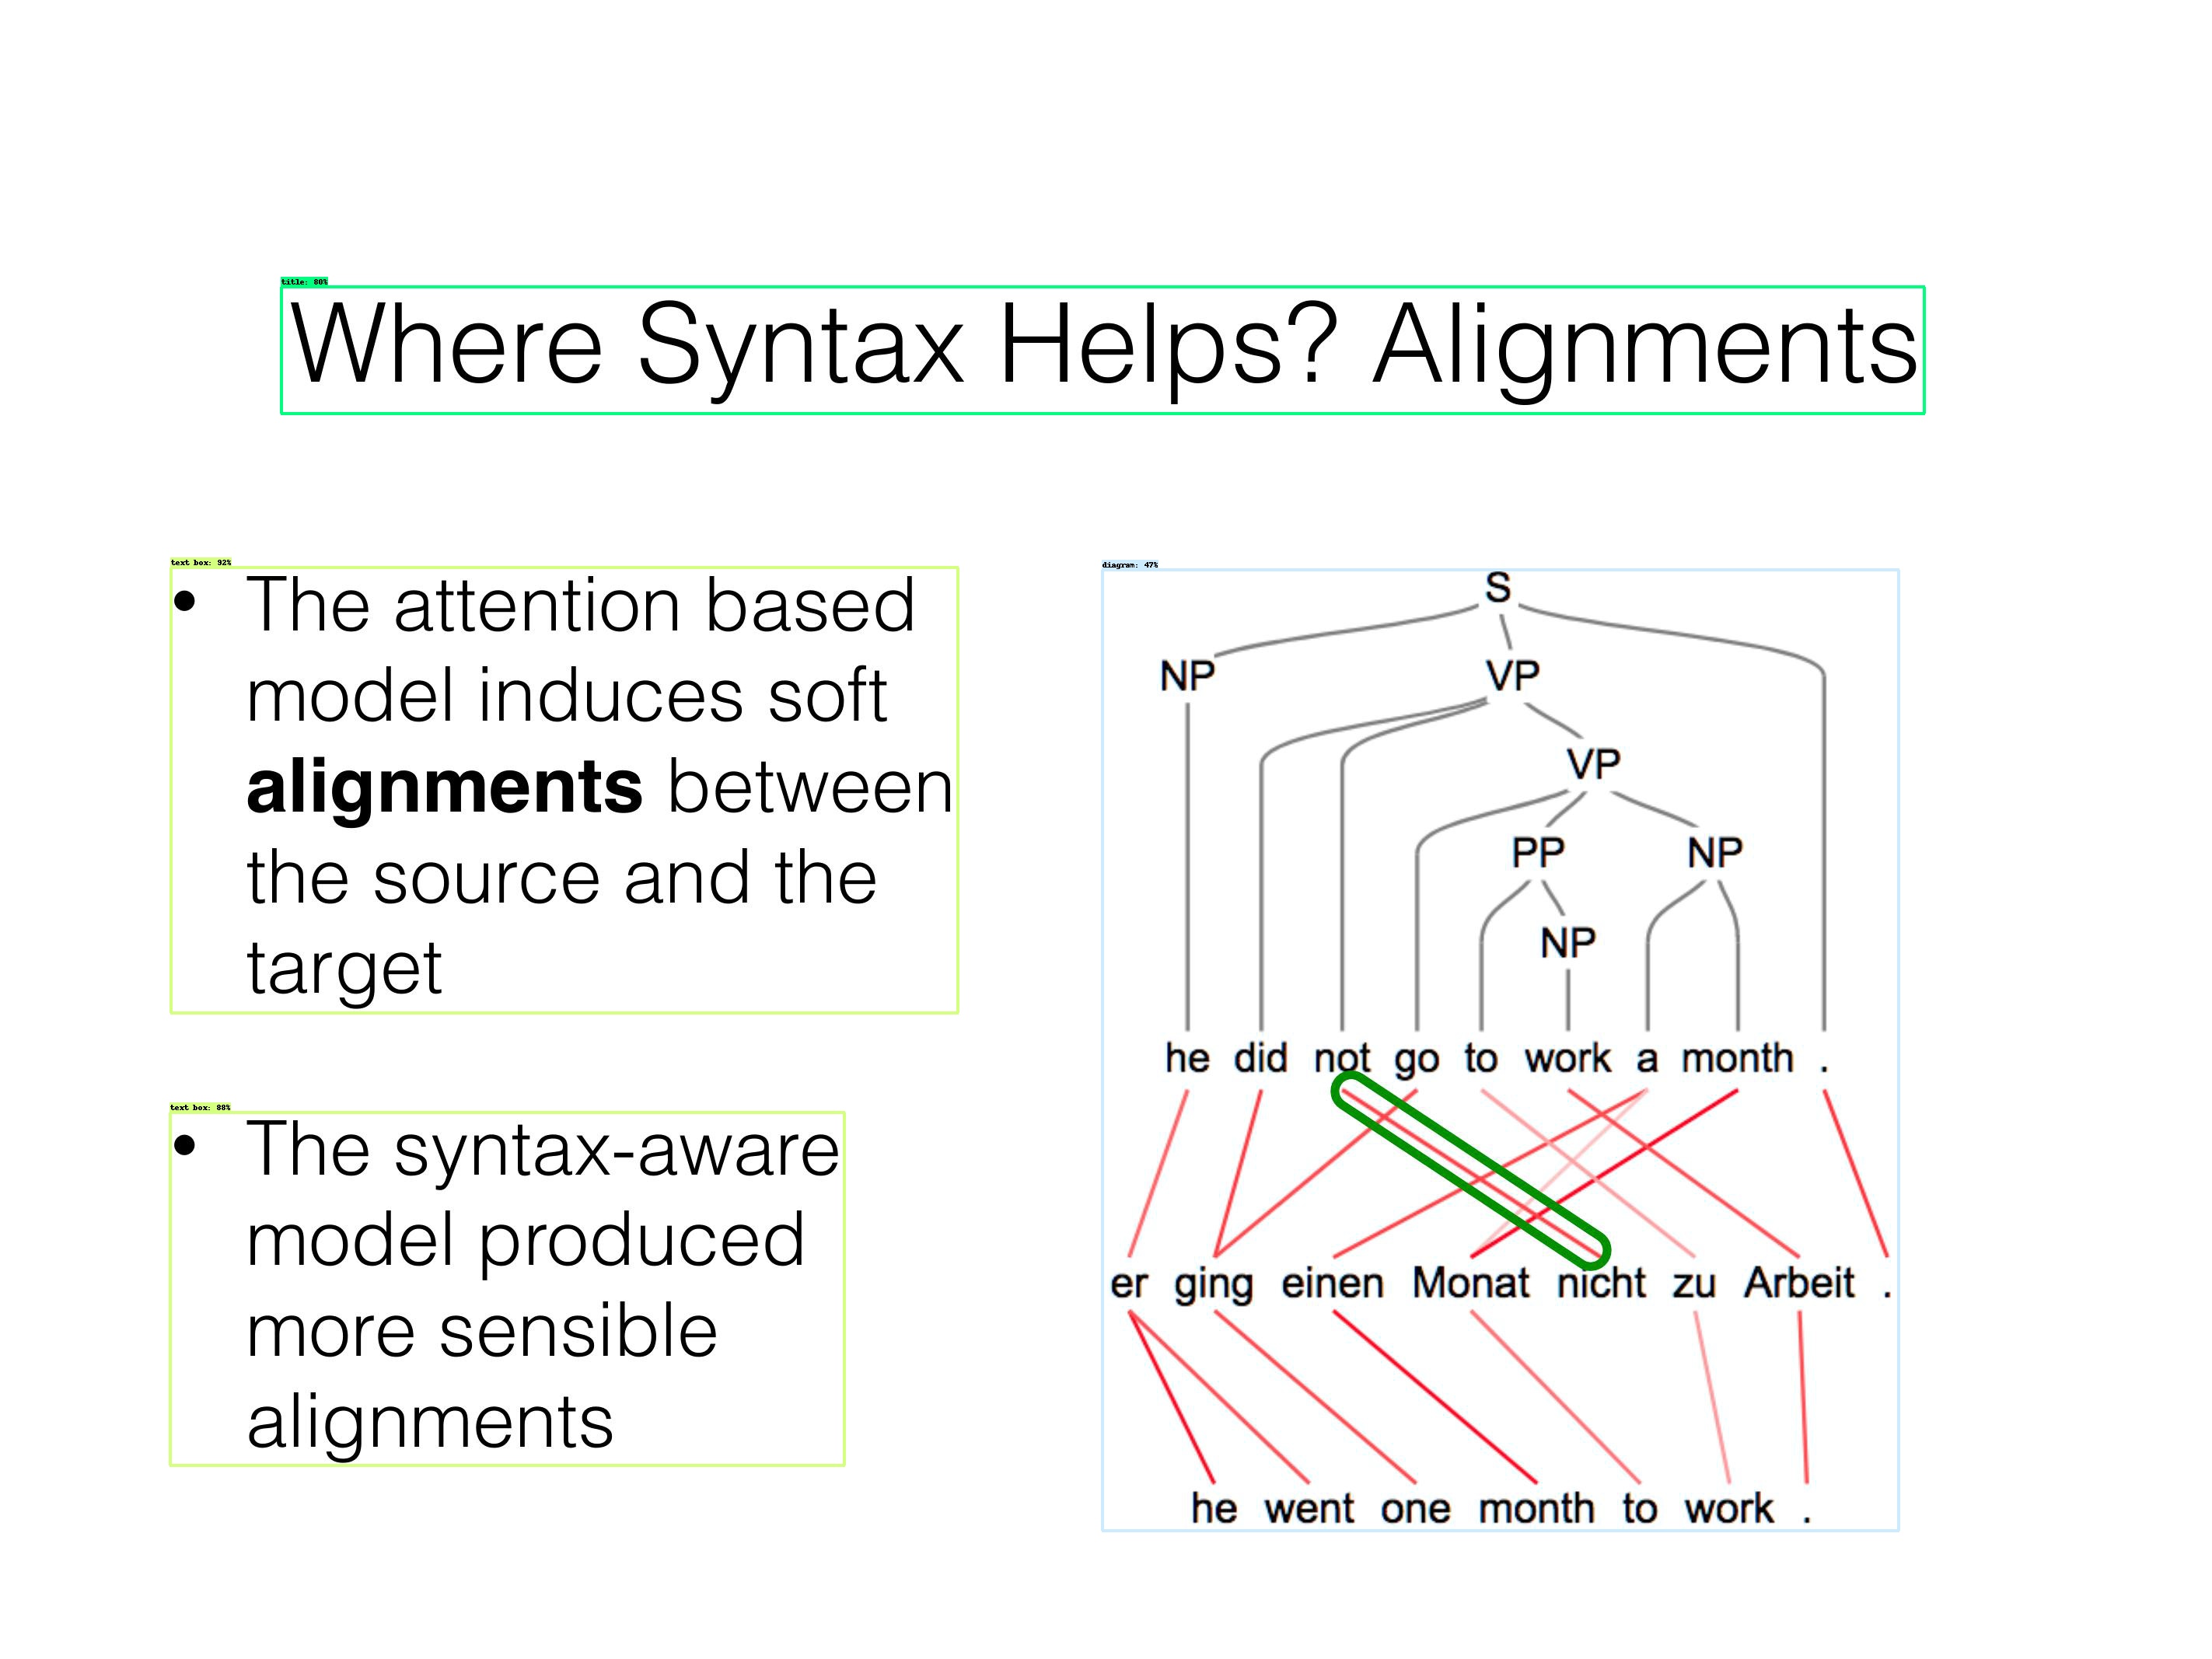 title: 80%
Where Syntax Helps? Alignments
text box: 92%
• The attention based
model induces soft
alignments between
the source and the
target
text box: 88%
• The syntax-aware
model produced
more sensible
alignments
diagram: 47%
S
NP VP
VP
PP NP
NP
he did not go to work a month .
er ging einen Monat nicht zu Arbeit .
he went one month to work .